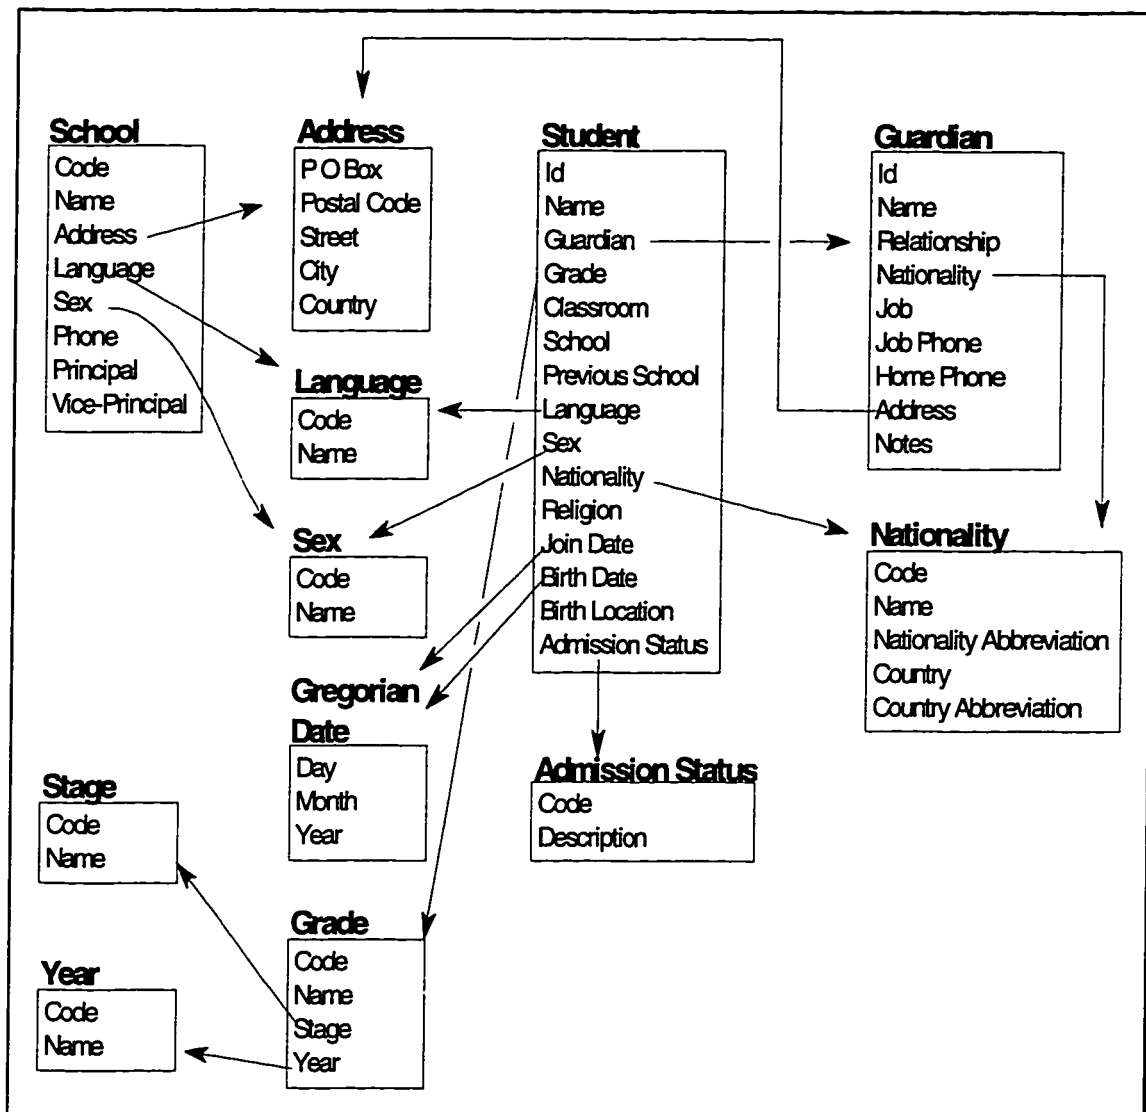 School
Code
Name
Address
Language
Sex
Phone
Principal
Vice-Principal
Address
P O Box
Postal Code
Street
City
Country
Language
Code
Name
Sex
Code
Name
Gregorian
Date
Day
Month
Year
Student
Id
Name
Guardian
Grade
Classroom
School
Previous School
Language
Sex
Nationality
Religion
Join Date
Birth Date
Birth Location
Admission Status
Guardian
Id
Name
Relationship
Nationality
Job
Job Phone
Home Phone
Address
Notes
Nationality
Code
Name
Nationality Abbreviation
Country
Country Abbreviation
Admission Status
Code
Description
Stage
Code
Name
Year
Code
Name
Grade
Code
Name
Stage
Year